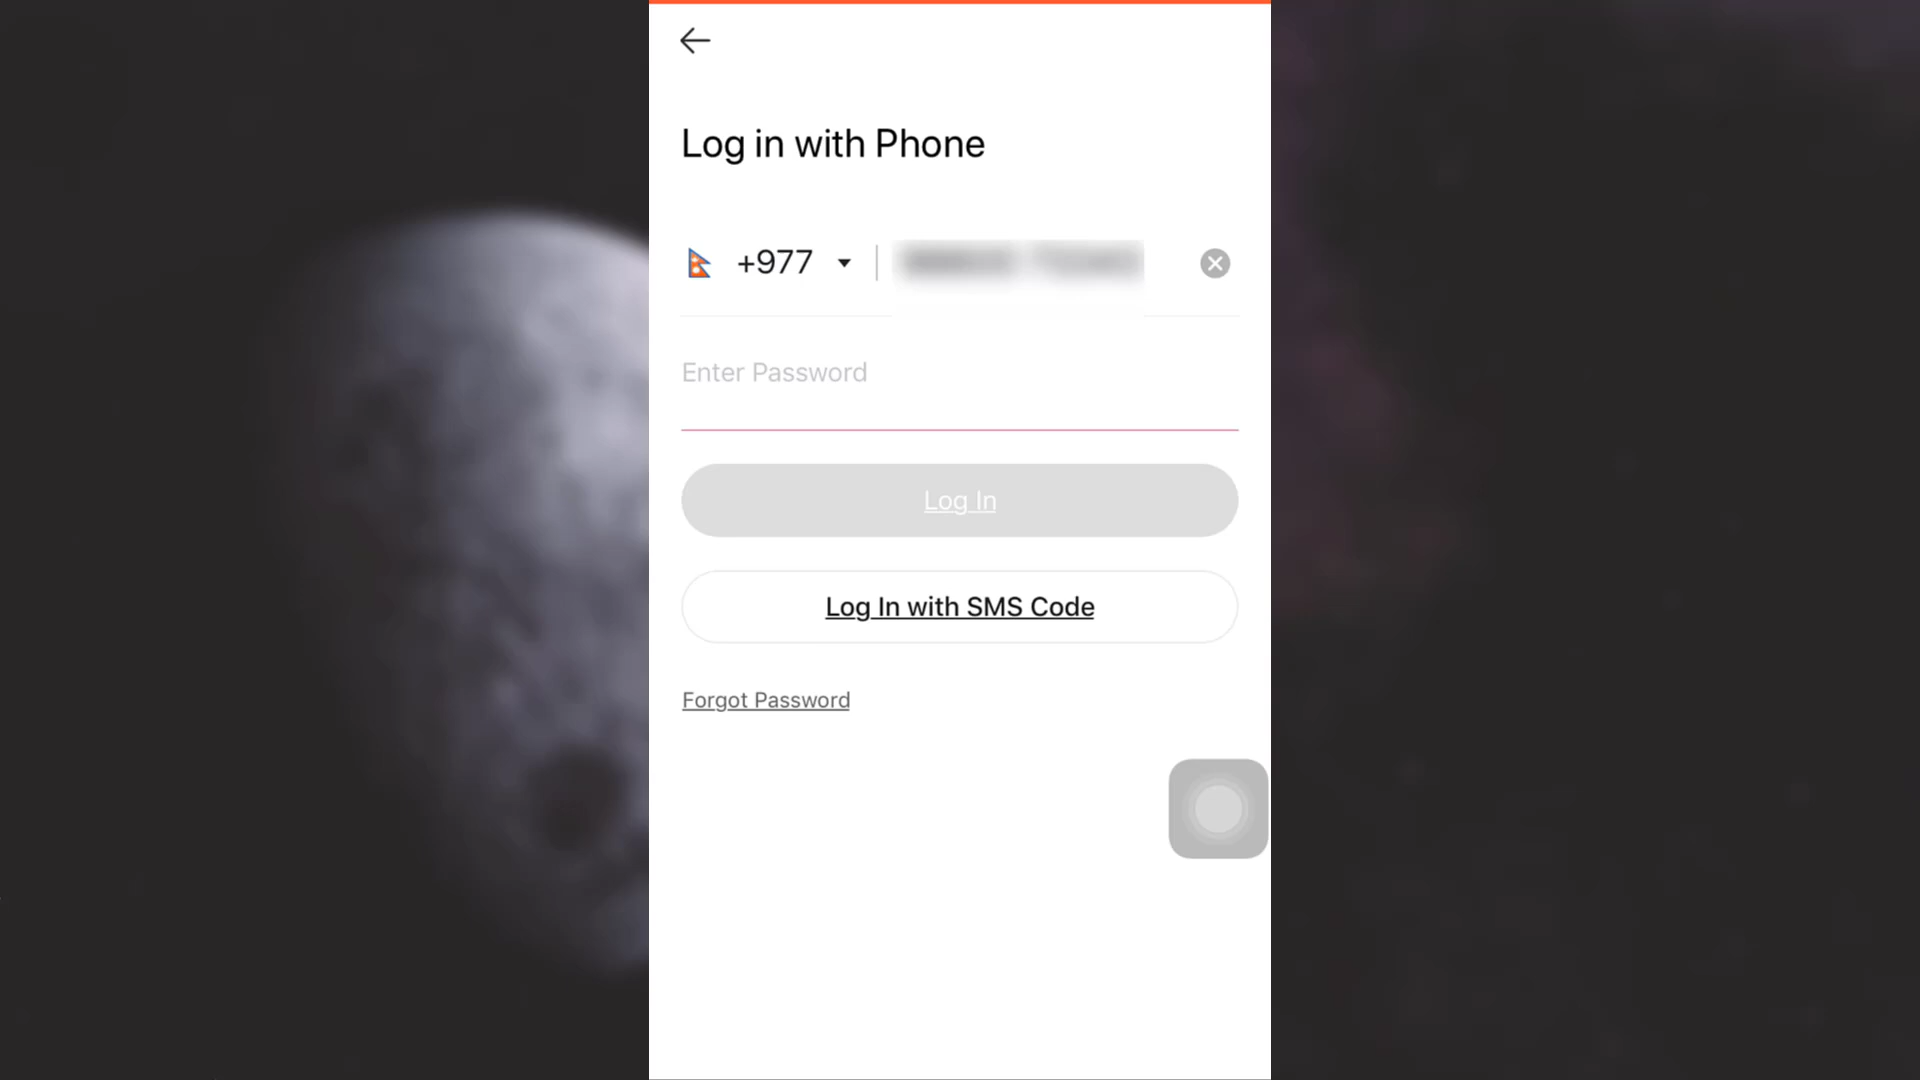 Log in with Phone
+977
Enter Password
Log In
Log In with SMS Code
Forgot Password